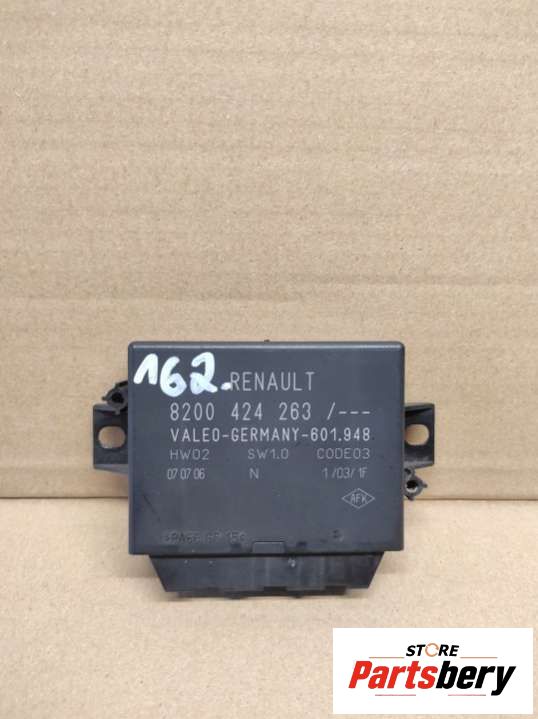 162. RENAULT
8200 424 263 /---
VALEO-GERMANY-601.948
HW02 SW1.0 CODE03
07 07 06 N 1/03/1F
AFK
STORE
Partsbery